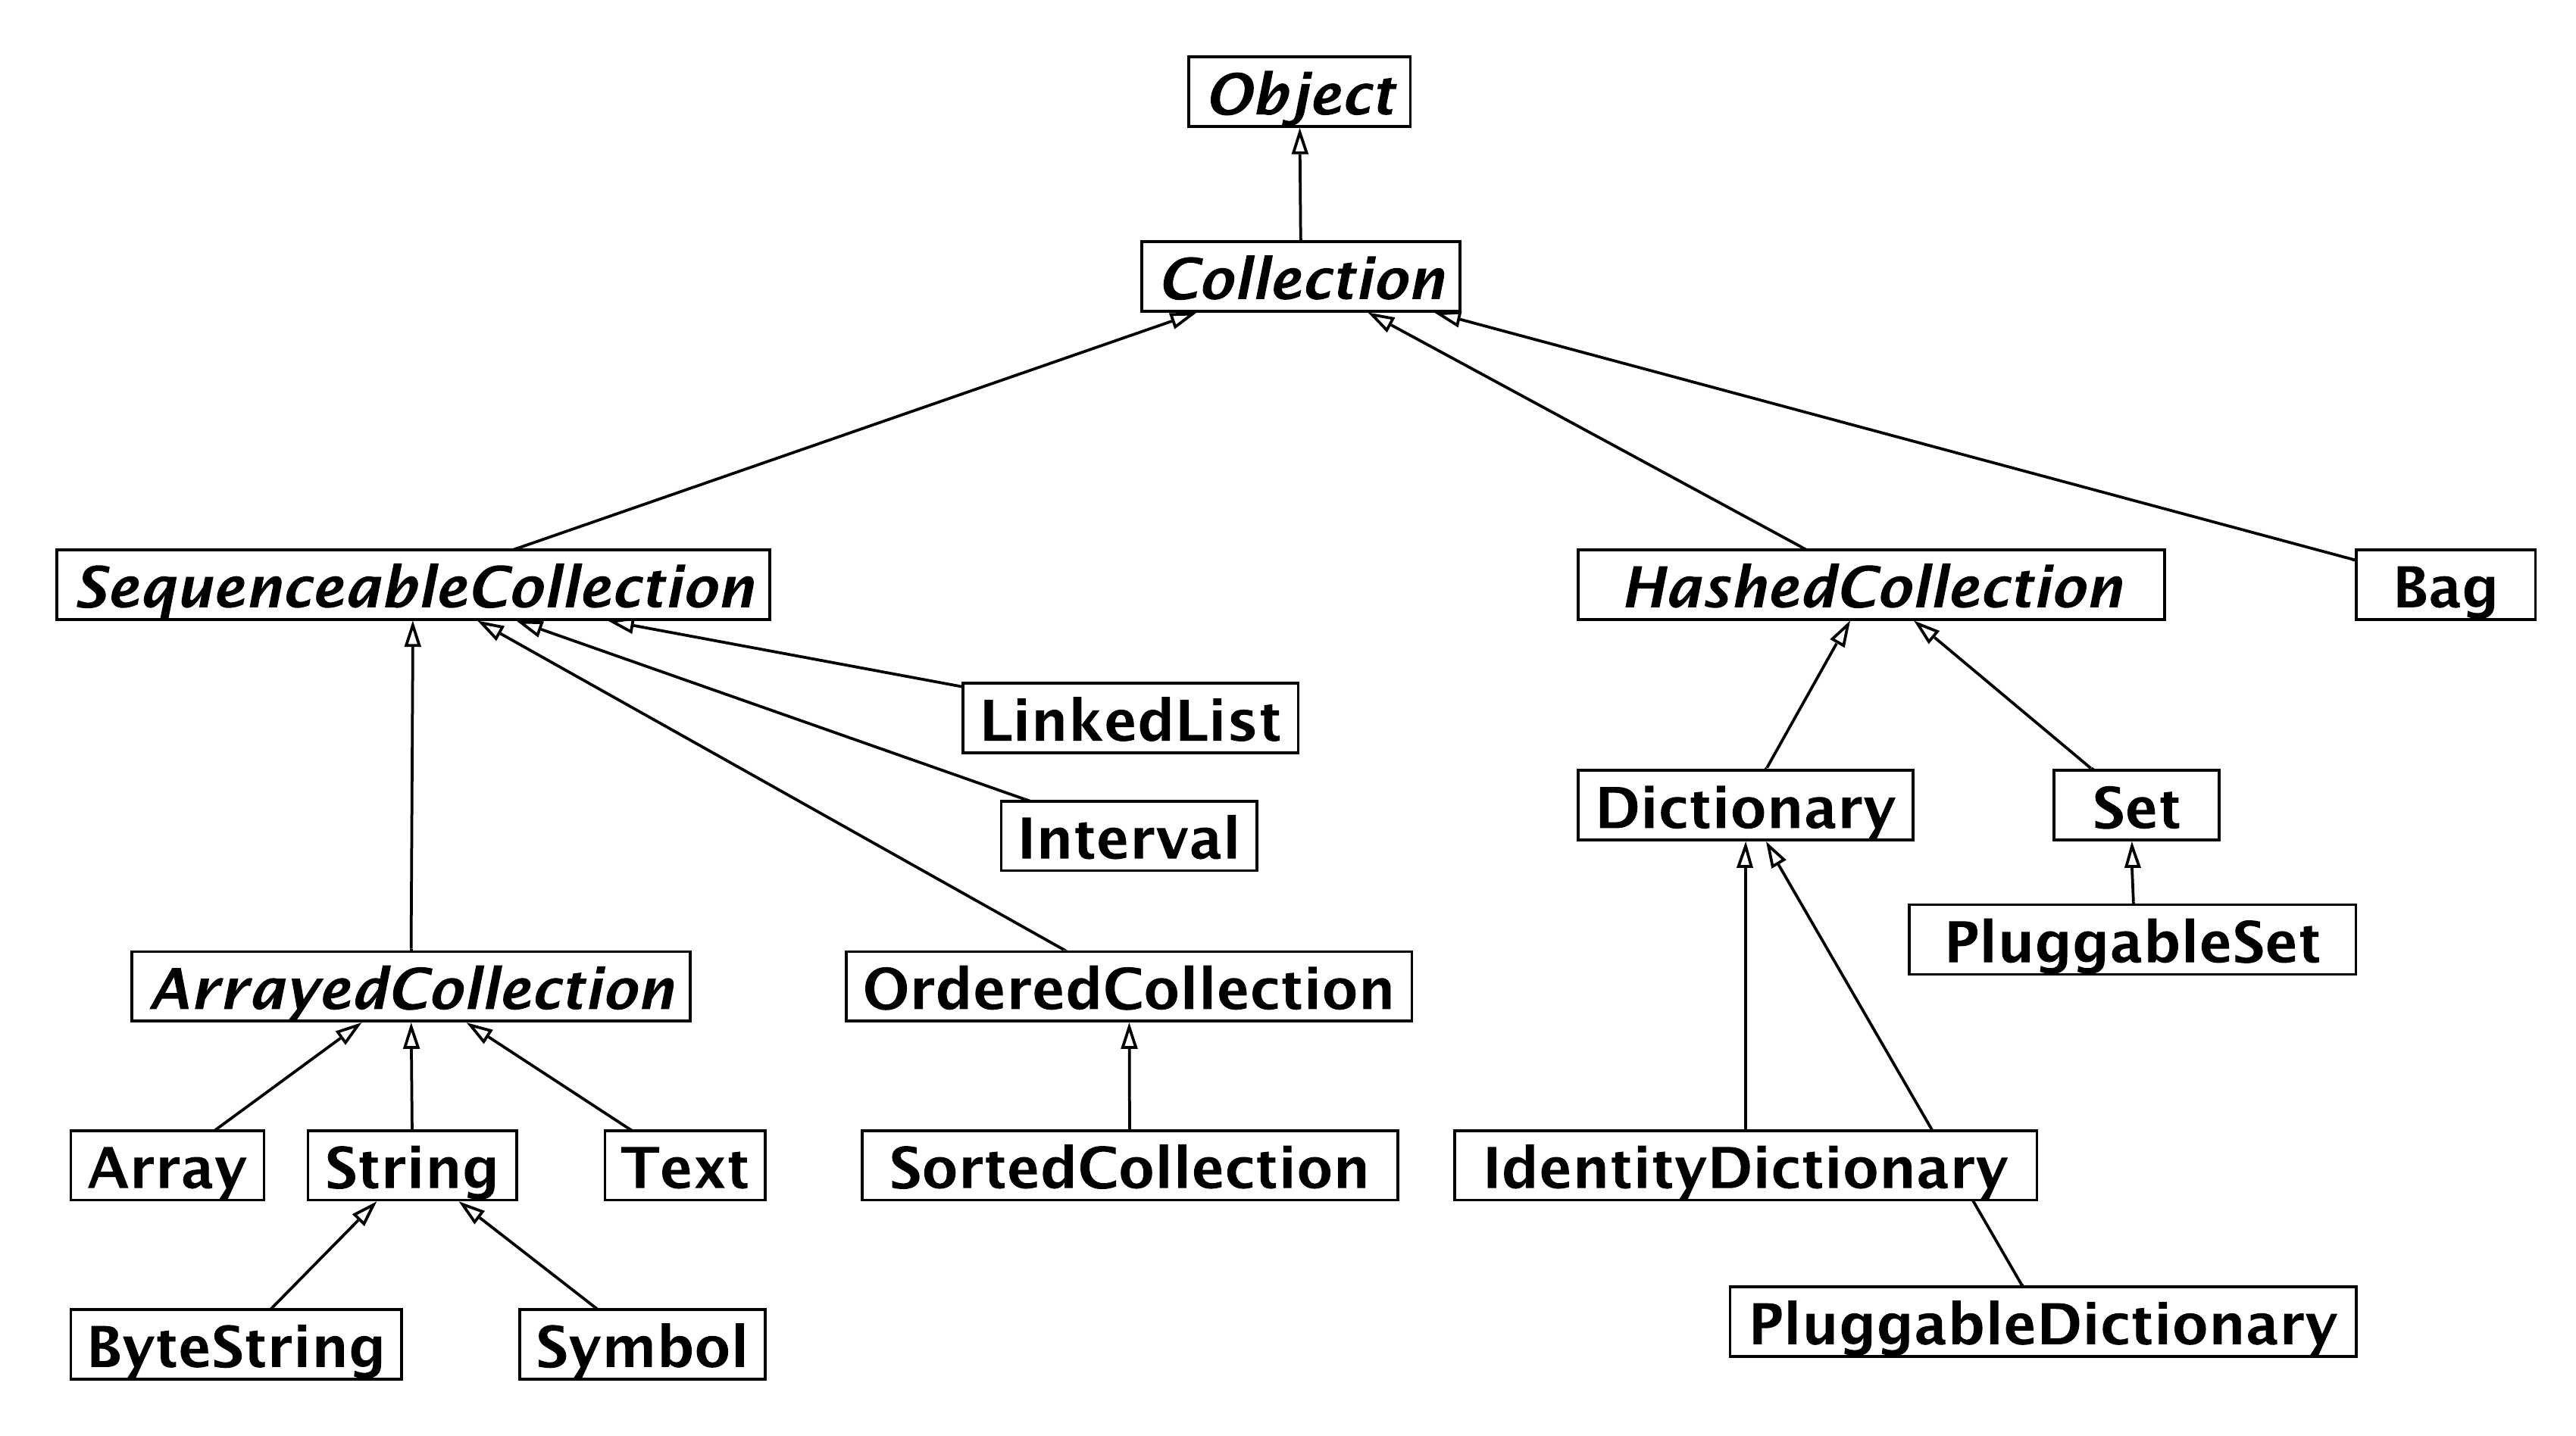 Object
Collection
SequenceableCollection
HashedCollection
Bag
LinkedList
Interval
Dictionary
Set
PluggableSet
ArrayedCollection
OrderedCollection
Array
String
Text
SortedCollection
IdentityDictionary
ByteString
Symbol
PluggableDictionary